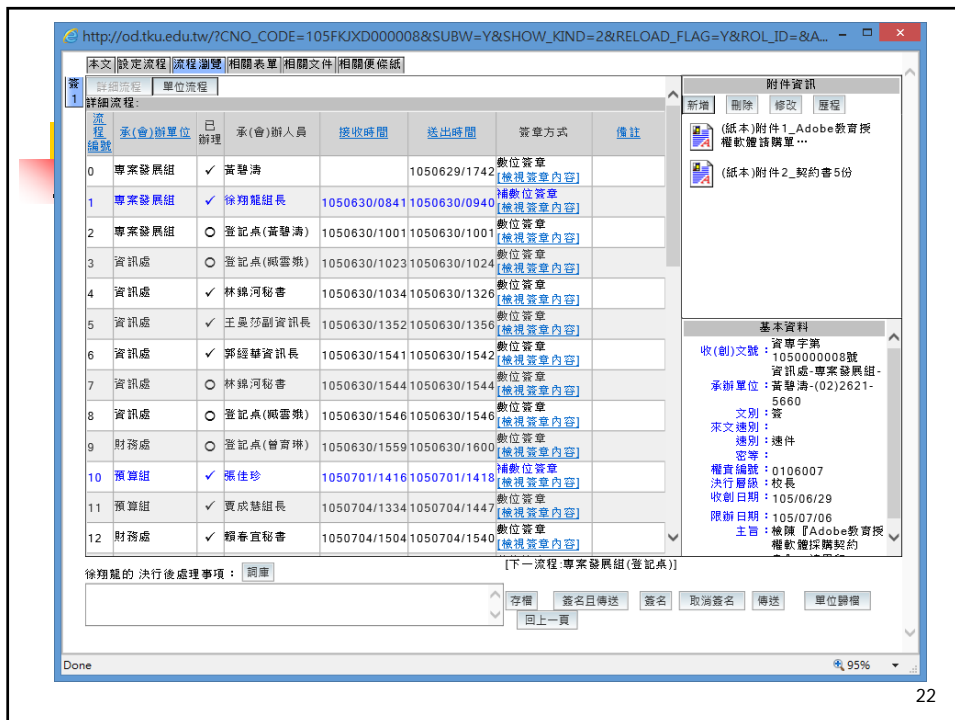 http://od.tku.edu.tw/?CNO_CODE=105FKJXD000008&SUBW=Y&SHOW_KIND=2&RELOAD_FLAG=Y&ROL_ID=&A...
本文 設定流程 流程瀏覽 相關表單 相關文件 相關便條紙
簽 1
詳細流程 單位流程
詳細流程:
流程編號 承(會)辦單位 已辦理 承(會)辦人員 接收時間 送出時間 簽章方式 備註
0 專案發展組 ✓ 黃碧濤 1050629/1742 數位簽章 [檢視簽章內容]
1 專案發展組 ✓ 徐翔龍組長 1050630/0841 1050630/0940 補數位簽章 [檢視簽章內容]
2 專案發展組 O 登記桌(黃碧濤) 1050630/1001 1050630/1001 數位簽章 [檢視簽章內容]
3 資訊處 O 登記桌(臧雲娥) 1050630/1023 1050630/1024 數位簽章 [檢視簽章內容]
4 資訊處 ✓ 林錦河秘書 1050630/1034 1050630/1326 數位簽章 [檢視簽章內容]
5 資訊處 ✓ 王莎副資訊長 1050630/1352 1050630/1356 數位簽章 [檢視簽章內容]
6 資訊處 ✓ 郭經華資訊長 1050630/1541 1050630/1542 數位簽章 [檢視簽章內容]
7 資訊處 O 林錦河秘書 1050630/1544 1050630/1544 數位簽章 [檢視簽章內容]
8 資訊處 O 登記桌(臧雲娥) 1050630/1546 1050630/1546 數位簽章 [檢視簽章內容]
9 財務處 O 登記桌(曾育琳) 1050630/1559 1050630/1600 數位簽章 [檢視簽章內容]
10 預算組 ✓ 張佳珍 1050701/1416 1050701/1418 補數位簽章 [檢視簽章內容]
11 預算組 ✓ 賈成慧組長 1050704/1334 1050704/1447 數位簽章 [檢視簽章內容]
12 財務處 ✓ 賴春宜秘書 1050704/1504 1050704/1540 數位簽章 [檢視簽章內容]
附件資訊
新增 刪除 修改 歷程
(紙本)附件1_Adobe教育授
權軟體請購單…
(紙本)附件2_契約書5份
基本資料
收(創)文號：資專字第
1050000008號
資訊處-專案發展組-
承辦單位：黃碧濤-(02)2621-
5660
文別：簽
來文速別：
速別：速件
密等：
權責編號：0106007
決行層級：校長
收創日期：105/06/29
限辦日期：105/07/06
主旨：檢陳『Adobe教育授
權軟體採購契約
[下一流程:專案發展組(登記桌)]
徐翔龍的 決行後處理事項： 詞庫
存檔 簽名且傳送 簽名 取消簽名 傳送 單位歸檔
回上一頁
Done
95%
22